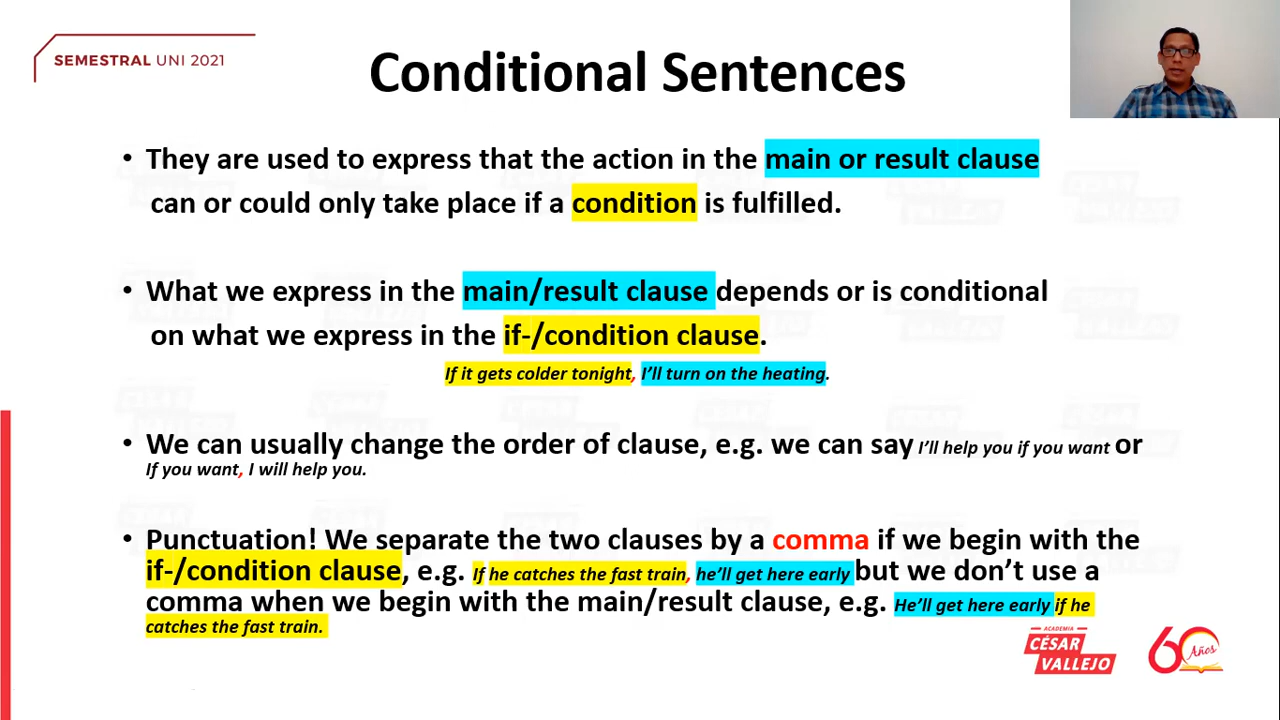 SEMESTRAL UNI 2021
Conditional Sentences
• They are used to express that the action in the main or result clause
can or could only take place if a condition is fulfilled.
• What we express in the main/result clause depends or is conditional
on what we express in the if-/condition clause.
If it gets colder tonight, I’ll turn on the heating.
• We can usually change the order of clause, e.g. we can say I’ll help you if you want or
If you want, I will help you.
• Punctuation! We separate the two clauses by a comma if we begin with the
if-/condition clause, e.g. If he catches the fast train, he’ll get here early but we don’t use a
comma when we begin with the main/result clause, e.g. He’ll get here early if he
catches the fast train.
ACADEMIA
CÉSAR
VALLEJO
60 Años